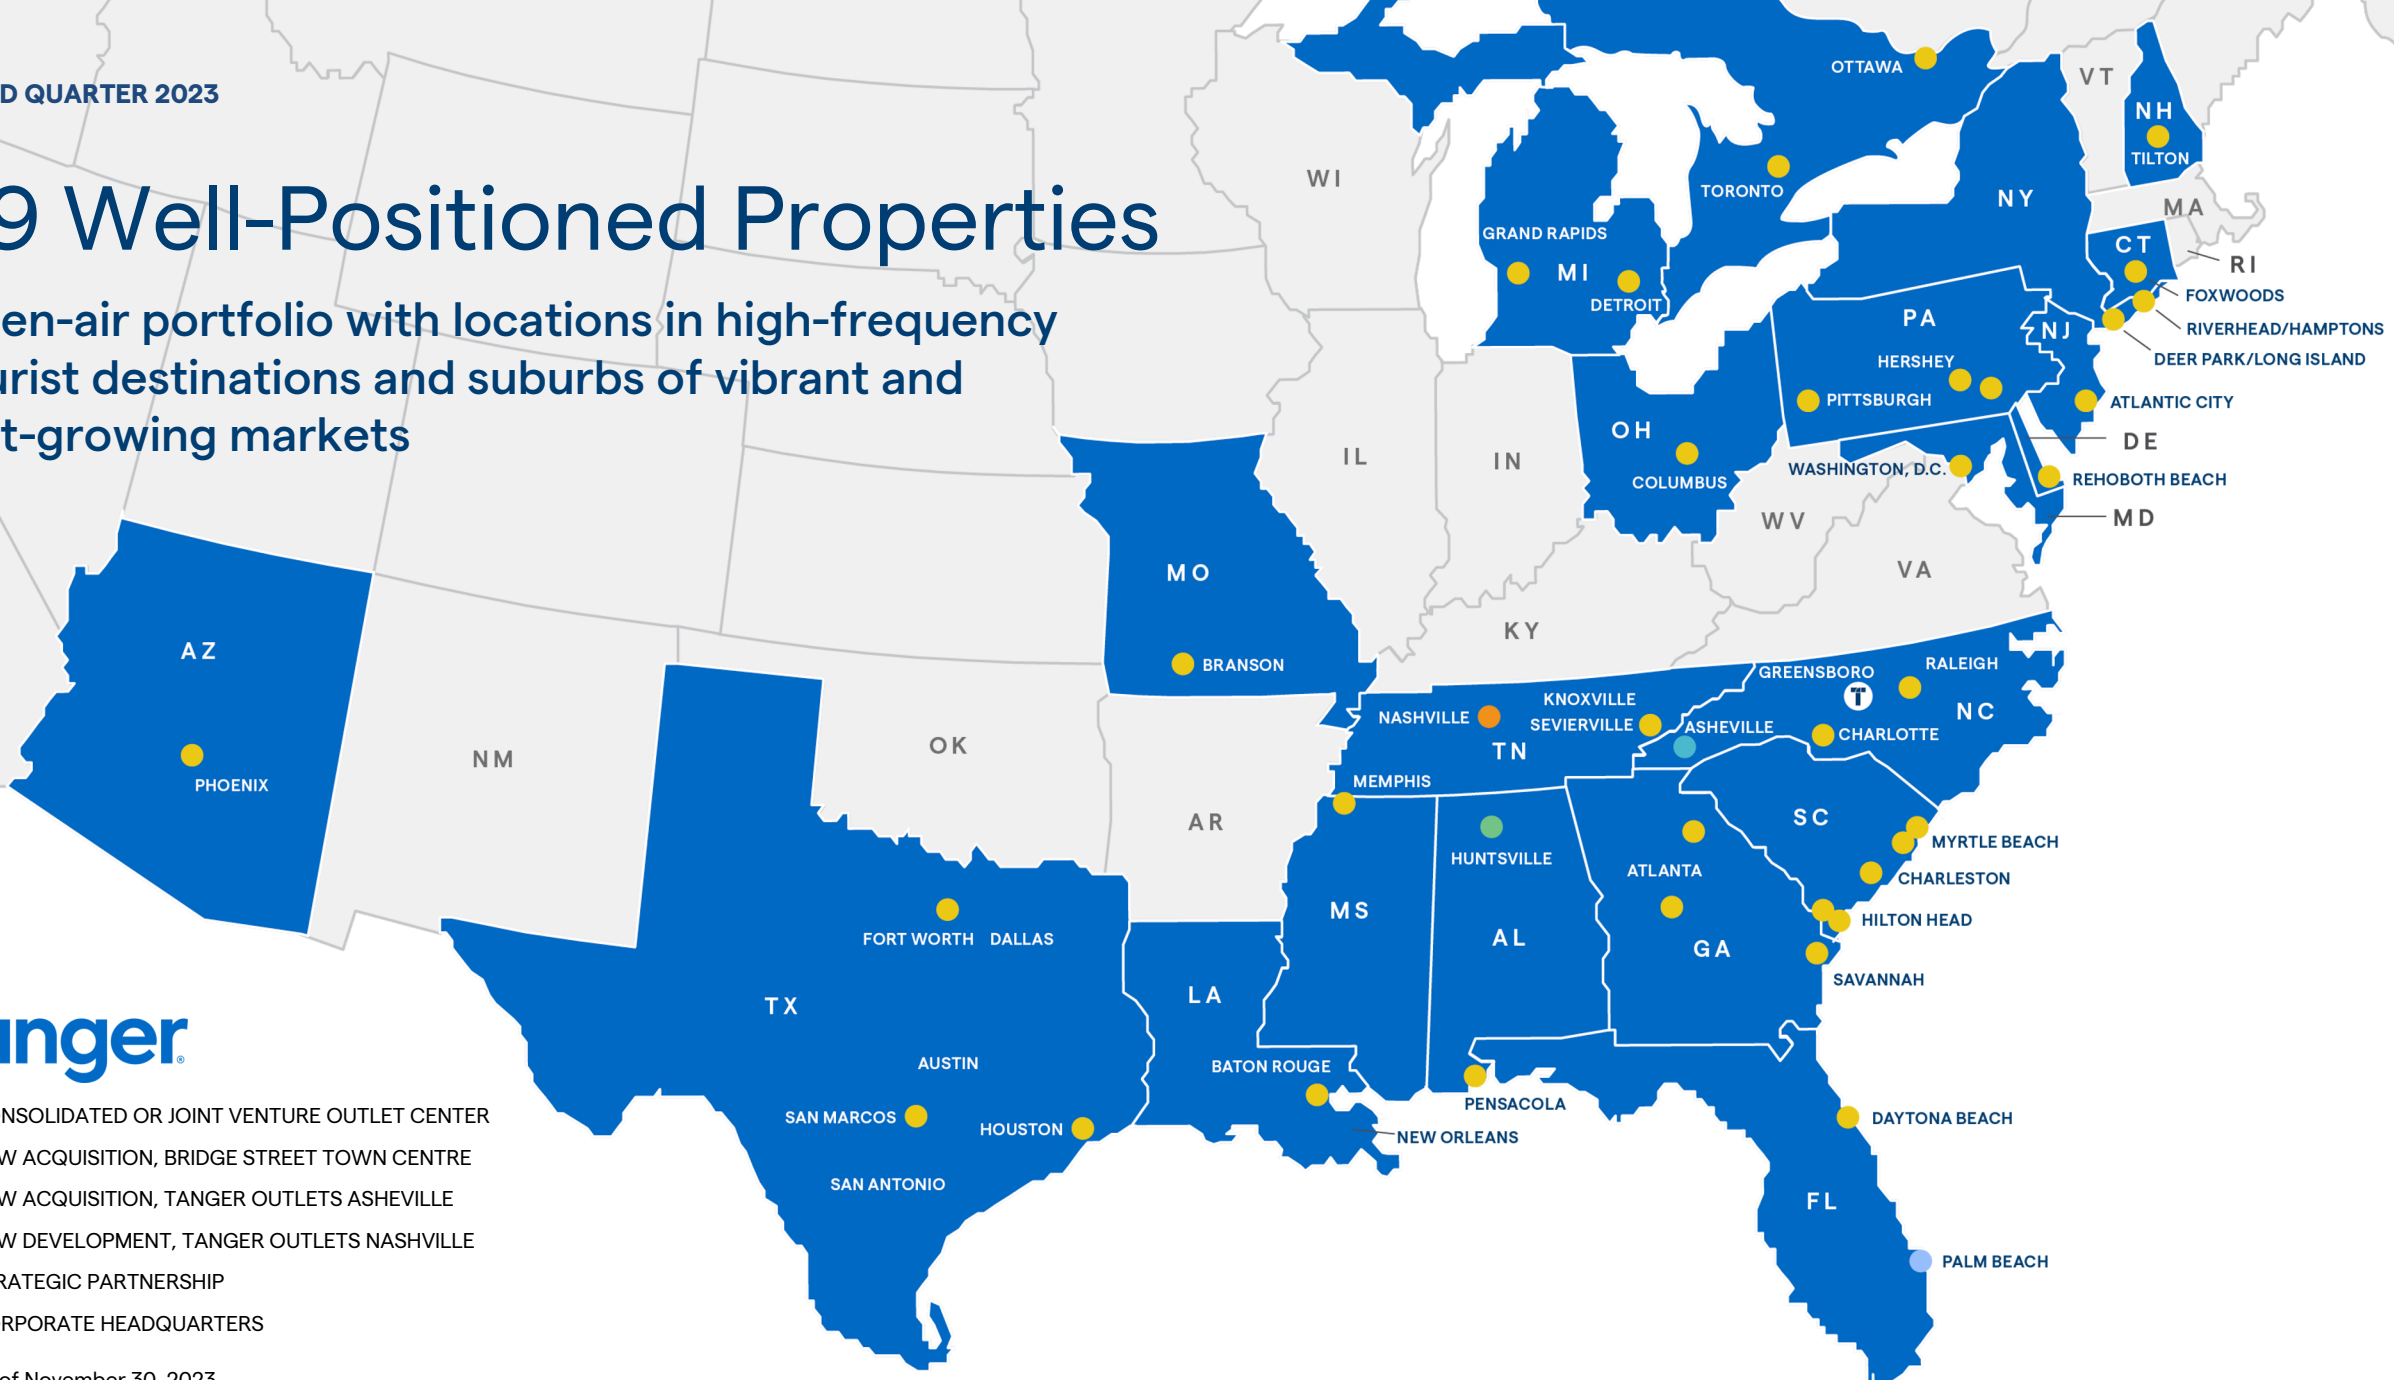 D QUARTER 2023
9 Well-Positioned Properties
en-air portfolio with locations in high-frequency
urist destinations and suburbs of vibrant and
t-growing markets
OTTAWA
VT
NH
TILTON
WI
TORONTO
NY
MA
GRAND RAPIDS
MI
DETROIT
CT
RI
FOXWOODS
RIVERHEAD/HAMPTONS
DEER PARK/LONG ISLAND
PA
NJ
HERSHEY
PITTSBURGH
ATLANTIC CITY
DE
OH
COLUMBUS
IL
IN
WASHINGTON, D.C.
REHOBOTH BEACH
MD
WV
VA
MO
BRANSON
KY
AZ
PHOENIX
NM
OK
AR
GREENSBORO
RALEIGH
T
NC
KNOXVILLE
NASHVILLE
SEVIERVILLE
TN
ASHEVILLE
CHARLOTTE
MEMPHIS
SC
HUNTSVILLE
ATLANTA
MYRTLE BEACH
CHARLESTON
HILTON HEAD
SAVANNAH
MS
AL
GA
FORT WORTH DALLAS
TX
LA
AUSTIN
BATON ROUGE
SAN MARCOS
HOUSTON
PENSACOLA
NEW ORLEANS
DAYTONA BEACH
SAN ANTONIO
FL
PALM BEACH
anger®
NSOLIDATED OR JOINT VENTURE OUTLET CENTER
W ACQUISITION, BRIDGE STREET TOWN CENTRE
W ACQUISITION, TANGER OUTLETS ASHEVILLE
W DEVELOPMENT, TANGER OUTLETS NASHVILLE
RATEGIC PARTNERSHIP
RPORATE HEADQUARTERS
of November 30, 2023